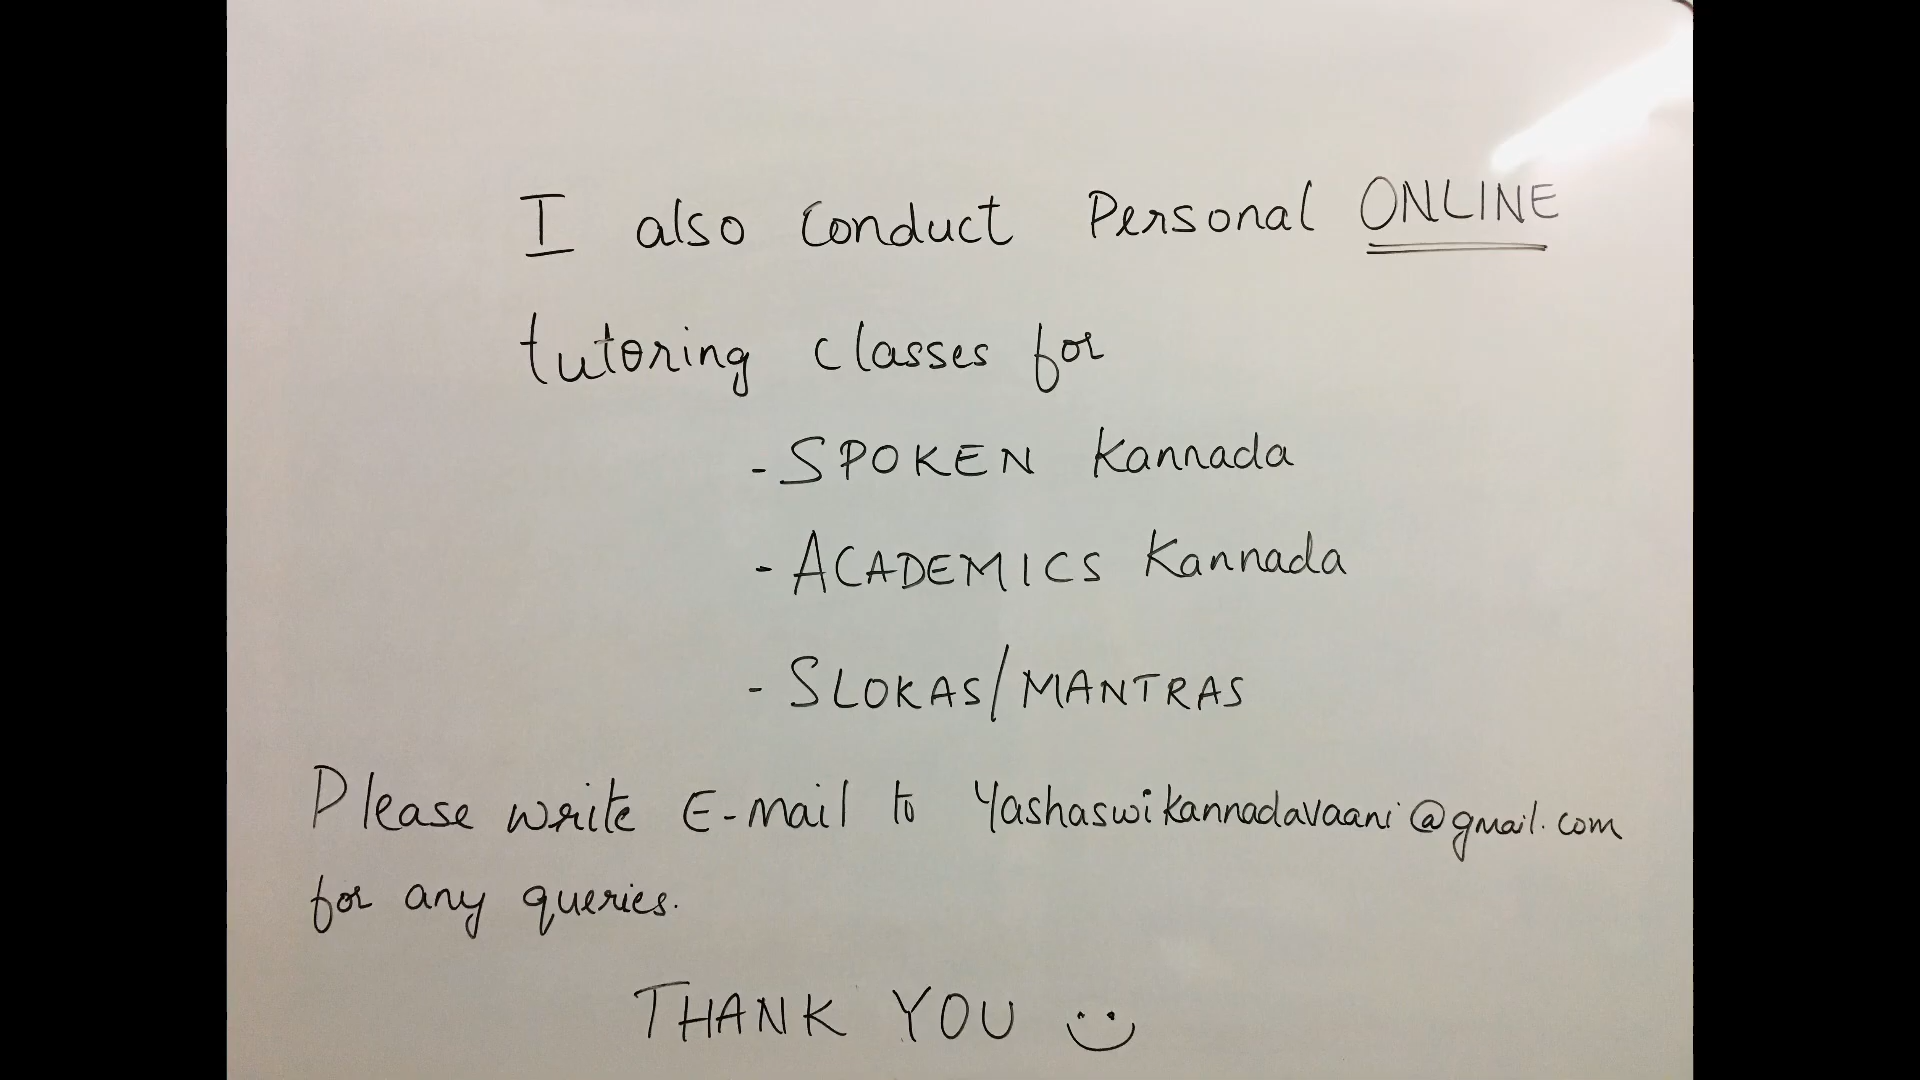 I also conduct Personal ONLINE
tutoring classes for
- SPOKEN Kannada
- ACADEMICS Kannada
- SLOKAS/MANTRAS
Please write E-mail to Yashaswikannadavaani@gmail.com
for any queries.
THANK YOU